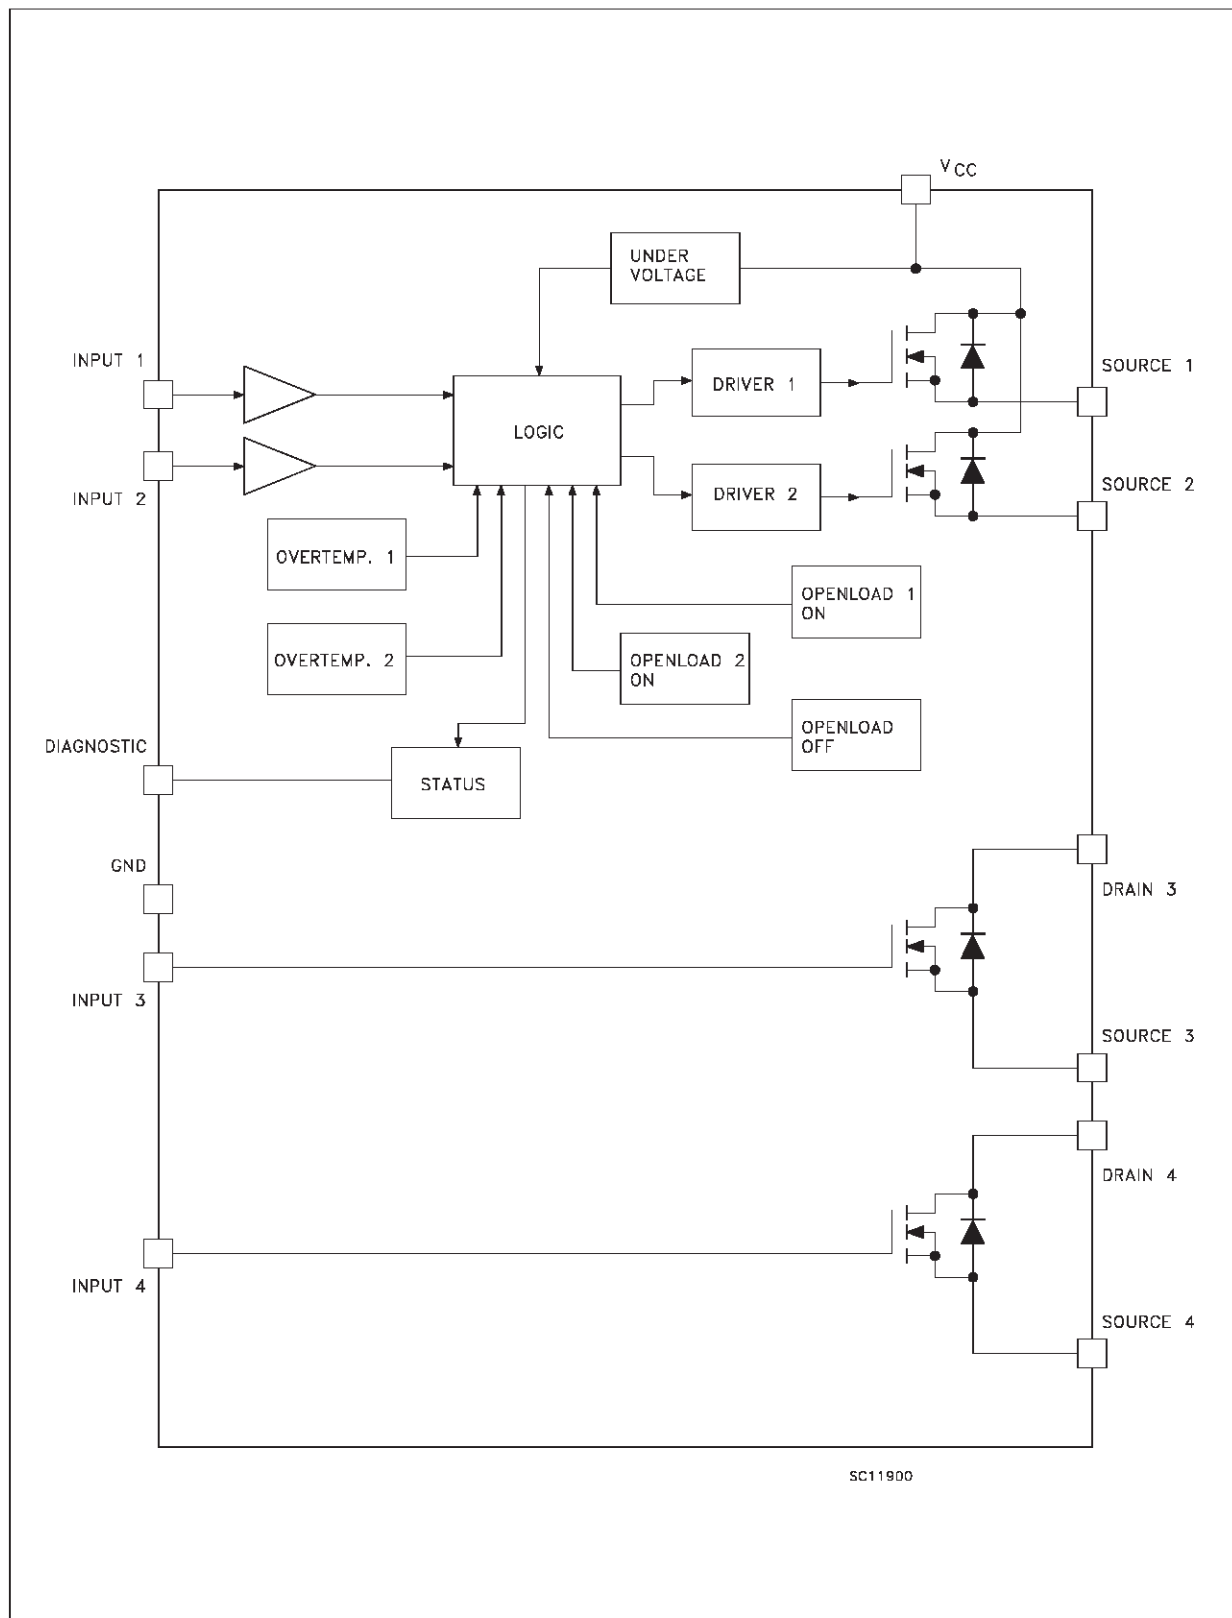 VCC
UNDER
VOLTAGE
INPUT 1
SOURCE 1
DRIVER 1
LOGIC
INPUT 2
DRIVER 2
SOURCE 2
OVERTEMP. 1
OPENLOAD 1
ON
OVERTEMP. 2
OPENLOAD 2
ON
OPENLOAD
OFF
DIAGNOSTIC
STATUS
GND
DRAIN 3
INPUT 3
SOURCE 3
DRAIN 4
INPUT 4
SOURCE 4
SC11900